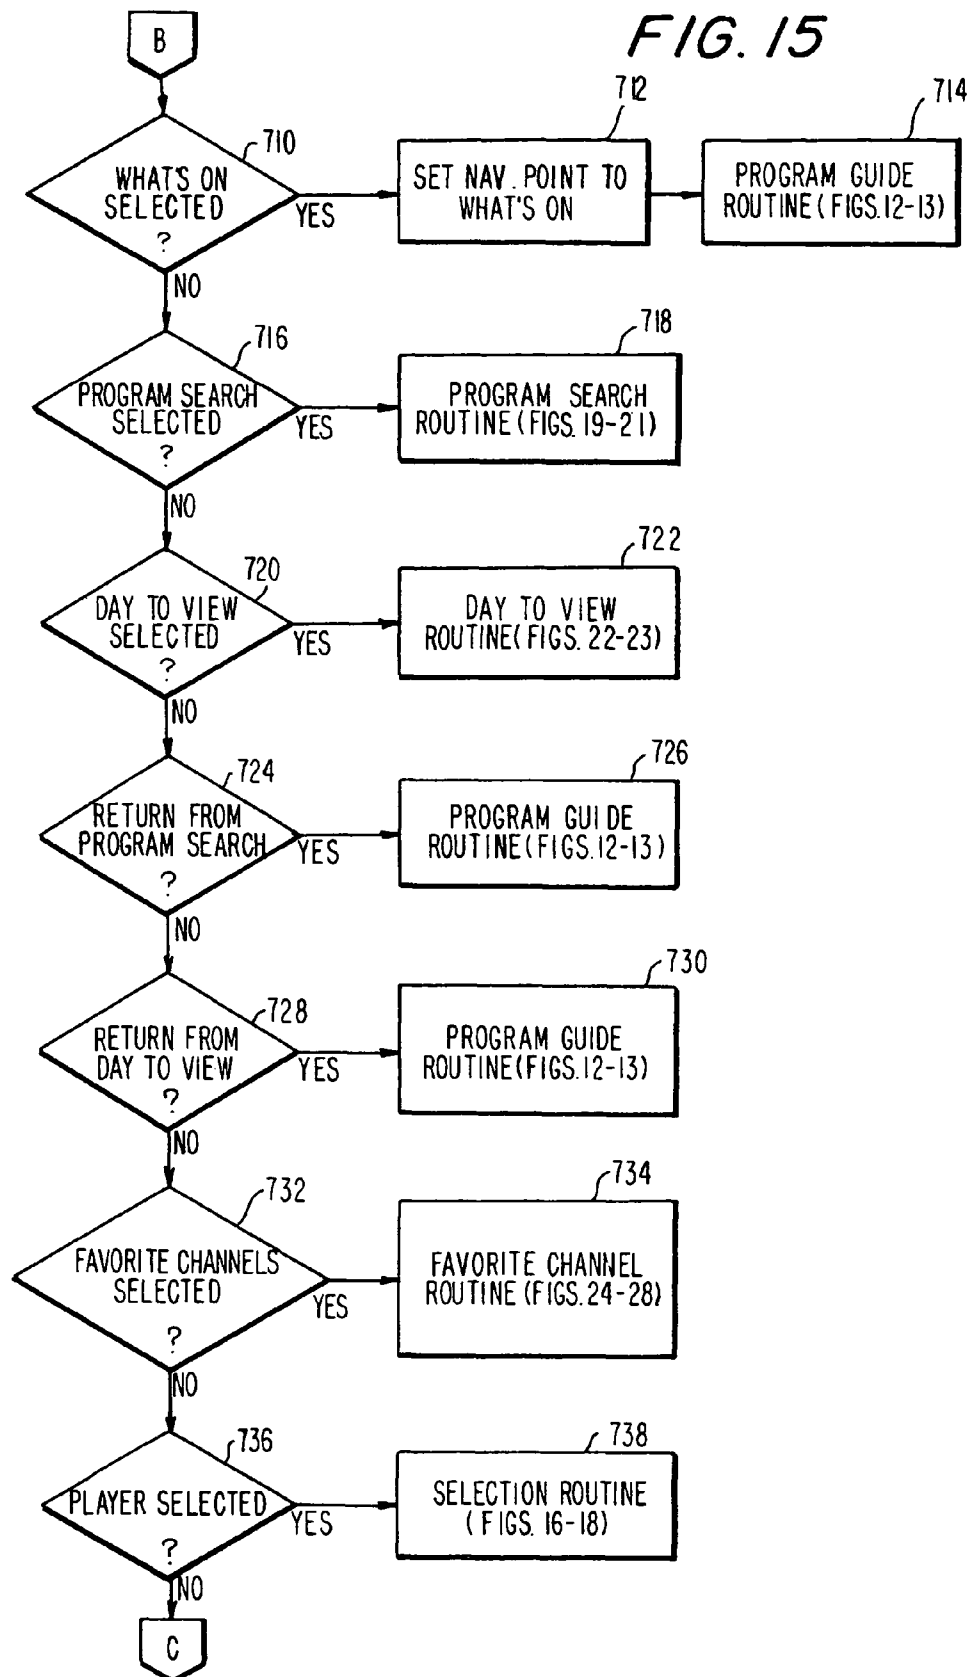 FIG. 15
B
710
WHAT'S ON
SELECTED
?
YES
NO
712
SET NAV. POINT TO
WHAT'S ON
714
PROGRAM GUIDE
ROUTINE (FIGS. 12-13)
716
PROGRAM SEARCH
SELECTED
?
YES
NO
718
PROGRAM SEARCH
ROUTINE (FIGS. 19-21)
720
DAY TO VIEW
SELECTED
?
YES
NO
722
DAY TO VIEW
ROUTINE (FIGS. 22-23)
724
RETURN FROM
PROGRAM SEARCH
?
YES
NO
726
PROGRAM GUIDE
ROUTINE (FIGS. 12-13)
728
RETURN FROM
DAY TO VIEW
?
YES
NO
730
PROGRAM GUIDE
ROUTINE (FIGS. 12-13)
732
FAVORITE CHANNELS
SELECTED
?
YES
NO
734
FAVORITE CHANNEL
ROUTINE (FIGS. 24-28)
736
PLAYER SELECTED
?
YES
NO
738
SELECTION ROUTINE
(FIGS. 16-18)
C